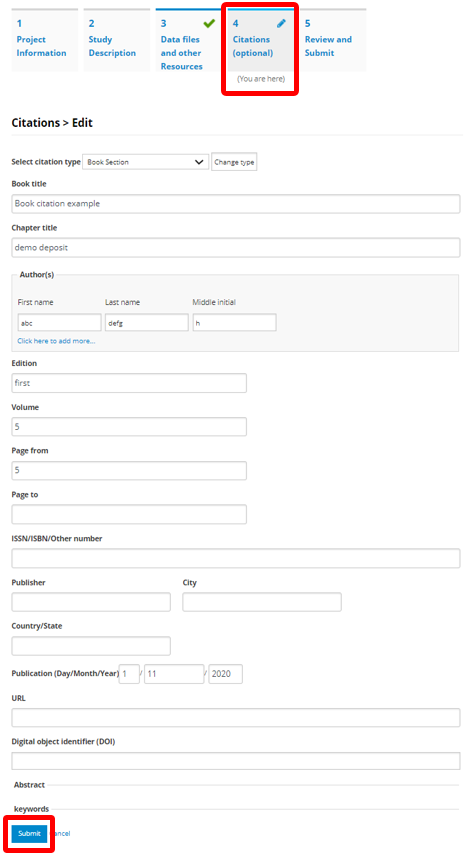 1
Project
Information
2
Study
Description
3
Data files
and other
Resources
4
Citations
(optional)
(You are here)
5
Review and
Submit
Citations > Edit
Select citation type Book Section Change type
Book title
Book citation example
Chapter title
demo deposit
Author(s)
First name Last name Middle initial
abc defg h
Click here to add more...
Edition
first
Volume
5
Page from
5
Page to
ISSN/ISBN/Other number
Publisher City
Country/State
Publication (Day/Month/Year) 1 / 11 / 2020
URL
Digital object identifier (DOI)
Abstract
keywords
Submit